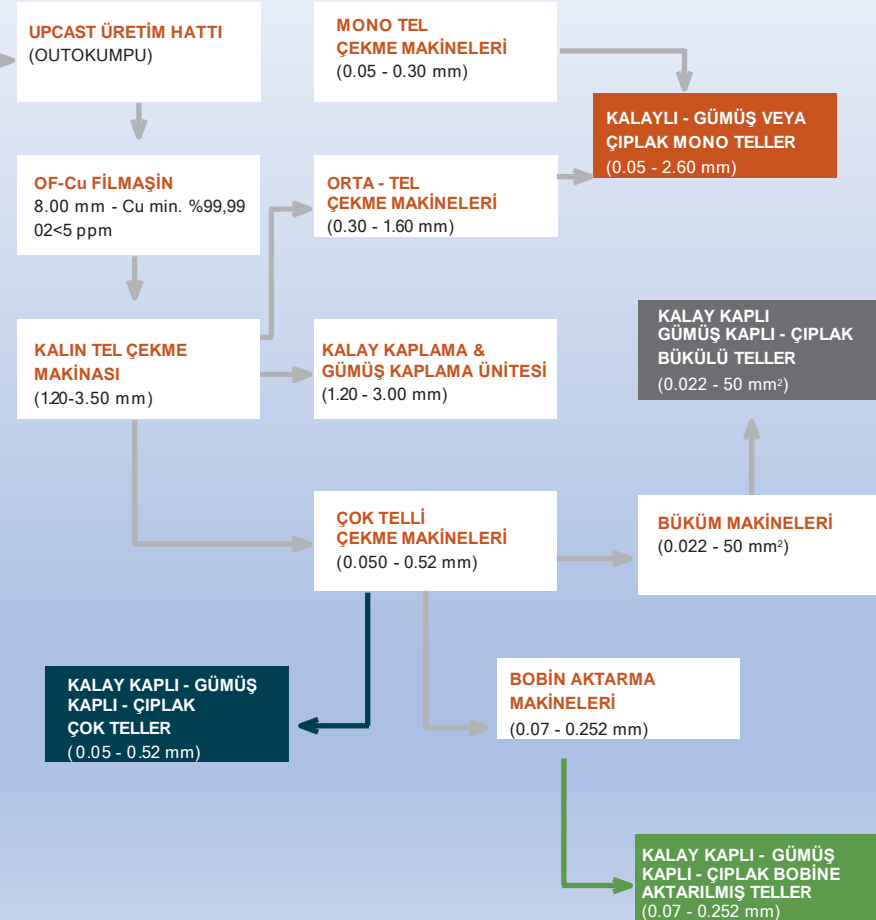 UPCAST ÜRETİM HATTI
(OUTOKUMPU)
MONO TEL
ÇEKME MAKİNELERİ
(0.05 - 0.30 mm)
KALAYLI - GÜMÜŞ VEYA
ÇIPLAK MONO TELLER
(0.05 - 2.60 mm)
OF-Cu FİLMAŞİN
8.00 mm - Cu min. %99,99
02<5 ppm
ORTA - TEL
ÇEKME MAKİNELERİ
(0.30 - 1.60 mm)
KALIN TEL ÇEKME
MAKİNASI
(1.20-3.50 mm)
KALAY KAPLAMA &
GÜMÜŞ KAPLAMA ÜNİTESİ
(1.20 - 3.00 mm)
KALAY KAPLI
GÜMÜŞ KAPLI - ÇIPLAK
BÜKÜLÜ TELLER
(0.022 - 50 mm²)
ÇOK TELLİ
ÇEKME MAKİNELERİ
(0.050 - 0.52 mm)
BÜKÜM MAKİNELERİ
(0.022 - 50 mm²)
KALAY KAPLI - GÜMÜŞ
KAPLI - ÇIPLAK
ÇOK TELLER
(0.05 - 0.52 mm)
BOBİN AKTARMA
MAKİNELERİ
(0.07 - 0.252 mm)
KALAY KAPLI - GÜMÜŞ
KAPLI - ÇIPLAK BOBİNE
AKTARILMIŞ TELLER
(0.07 - 0.252 mm)